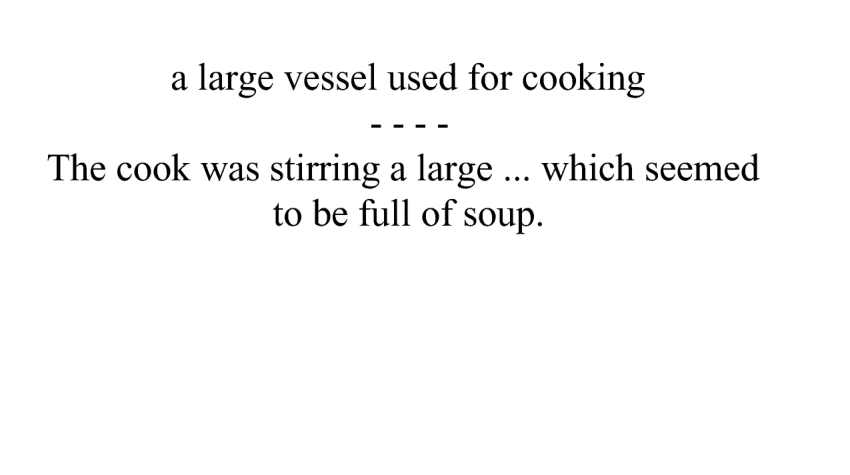 a large vessel used for cooking
- - - -
The cook was stirring a large ... which seemed
to be full of soup.